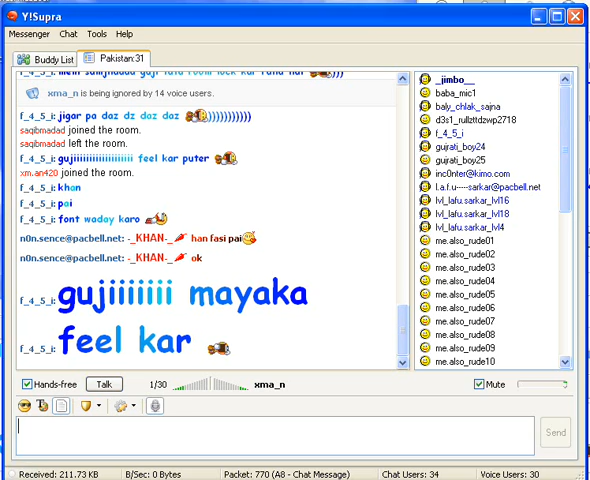 Y!Supra
Messenger Chat Tools Help
Buddy List Pakistan:31
xma_n is being ignored by 14 voice users.
f_4_5_i: jigar pa daz dz daz daz )))))))))))
saqibmadad joined the room.
saqibmadad left the room.
f_4_5_i: gujiiiiiiiiiiiiiiiiiii feel kar puter
xm.an420 joined the room.
f_4_5_i: khan
f_4_5_i: pai
f_4_5_i: font waday karo
n0n.sence@pacbell.net: -_KHAN-_ han fasi pai
n0n.sence@pacbell.net: -_KHAN-_ ok
f_4_5_i: gujiiiiiii mayaka
f_4_5_i: feel kar
_jimbo__
baba_mic1
baly_chlak_sajna
d3s1_rullzttdzwp2718
f_4_5_i
gujrati_boy24
gujrati_boy25
inc0nter@kimo.com
l.a.f.u-----sarkar@pacbell.net
lvl_lafu.sarkar_lvl16
lvl_lafu.sarkar_lvl18
lvl_lafu.sarkar_lvl4
me.also_rude01
me.also_rude02
me.also_rude03
me.also_rude04
me.also_rude05
me.also_rude06
me.also_rude07
me.also_rude08
me.also_rude09
me.also_rude10
Hands-free Talk 1/30 xma_n Mute
Send
Received: 211.73 KB B/Sec: 0 Bytes Packet: 770 (A8 - Chat Message) Chat Users: 34 Voice Users: 30